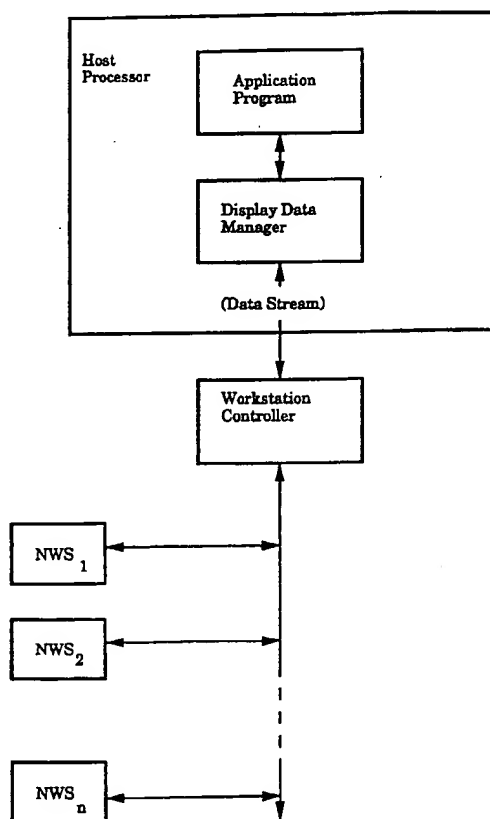 Host
Processor
Application
Program
Display Data
Manager
(Data Stream)
Workstation
Controller
NWS 1
NWS 2
NWS n